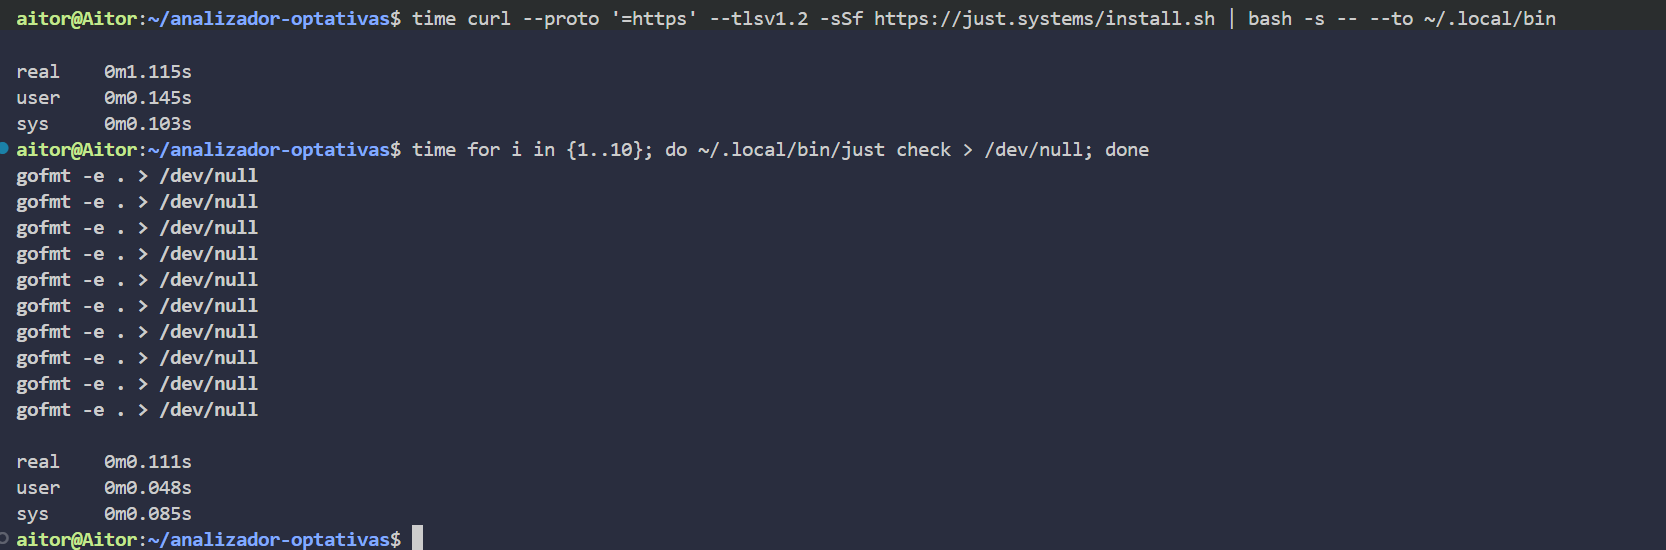 aitor@Aitor:~/analizador-optativas$ time curl --proto '=https' --tlsv1.2 -sSf https://just.systems/install.sh | bash -s -- --to ~/.local/bin
real 0m1.115s
user 0m0.145s
sys 0m0.103s
aitor@Aitor:~/analizador-optativas$ time for i in {1..10}; do ~/.local/bin/just check > /dev/null; done
gofmt -e . > /dev/null
gofmt -e . > /dev/null
gofmt -e . > /dev/null
gofmt -e . > /dev/null
gofmt -e . > /dev/null
gofmt -e . > /dev/null
gofmt -e . > /dev/null
gofmt -e . > /dev/null
gofmt -e . > /dev/null
gofmt -e . > /dev/null
real 0m0.111s
user 0m0.048s
sys 0m0.085s
aitor@Aitor:~/analizador-optativas$